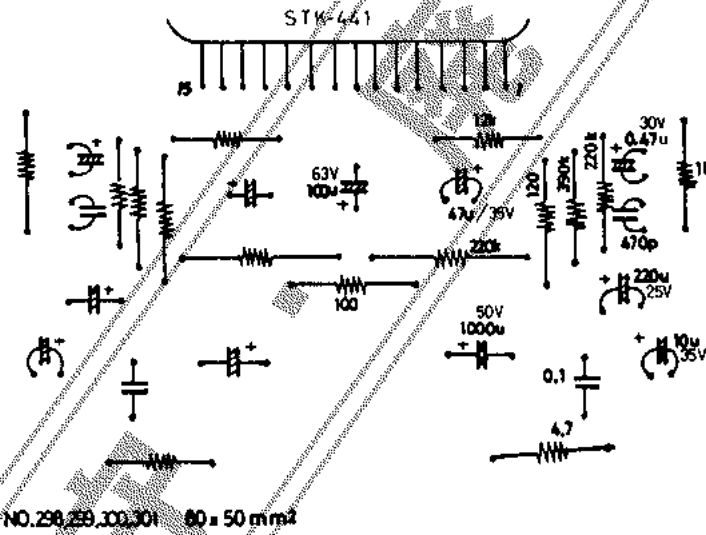 STK-441
15
1
12k
30V
0.47u
220k
390k
120
63V
100u
47u/35V
470p
220k
220u
25V
100
50V
1000u
10u
35V
0.1
4.7
NO.298,299,300,301 80 x 50 mm²